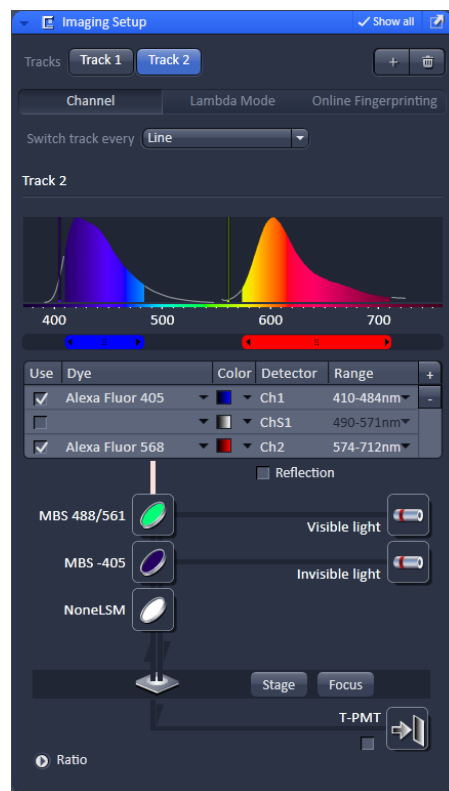 Imaging Setup Show all
Tracks Track 1 Track 2 +
Channel Lambda Mode Online Fingerprinting
Switch track every Line
Track 2
400 500 600 700
Use Dye Color Detector Range +
Alexa Fluor 405 Ch1 410-484nm -
ChS1 490-571nm
Alexa Fluor 568 Ch2 574-712nm
Reflection
MBS 488/561
Visible light
MBS -405
Invisible light
NoneLSM
Stage Focus
T-PMT
Ratio